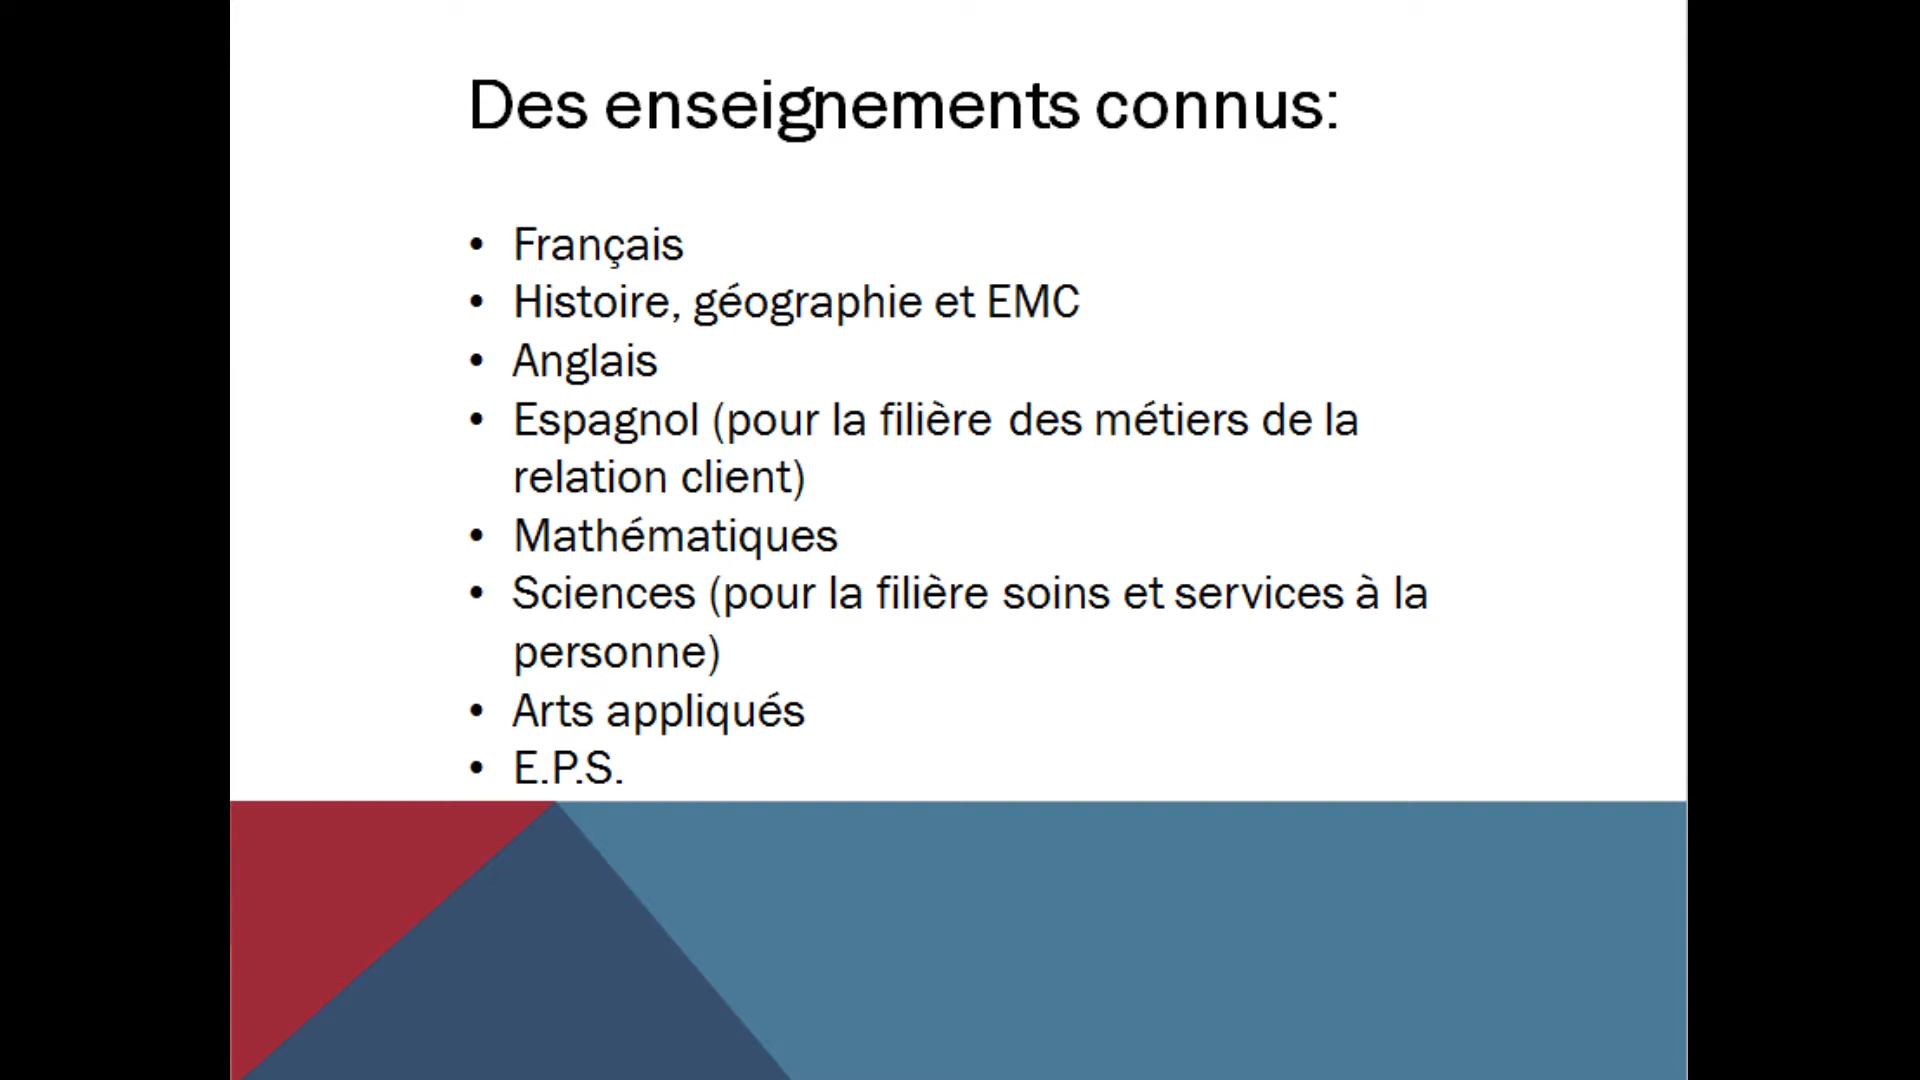 Des enseignements connus:
• Français
• Histoire, géographie et EMC
• Anglais
• Espagnol (pour la filière des métiers de la
relation client)
• Mathématiques
• Sciences (pour la filière soins et services à la
personne)
• Arts appliqués
• E.P.S.